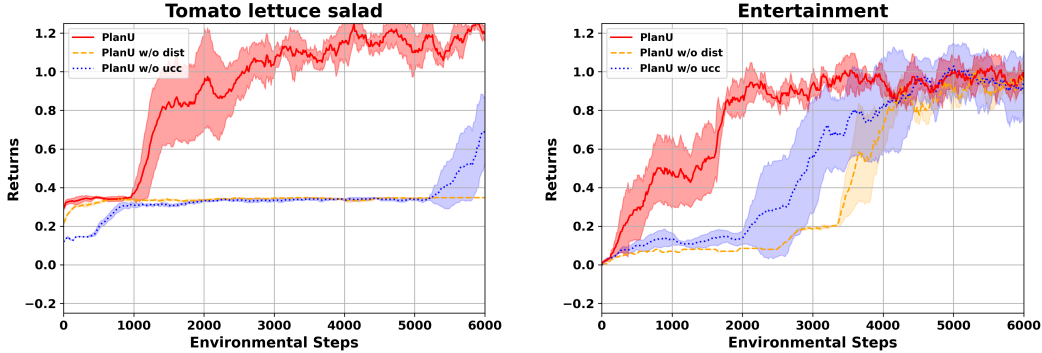 Tomato lettuce salad
PlanU
PlanU w/o dist
PlanU w/o ucc
1.2
1.0
0.8
0.6
0.4
0.2
0.0
−0.2
Returns
0 1000 2000 3000 4000 5000 6000
Environmental Steps
Entertainment
PlanU
PlanU w/o dist
PlanU w/o ucc
1.2
1.0
0.8
0.6
0.4
0.2
0.0
−0.2
Returns
0 1000 2000 3000 4000 5000 6000
Environmental Steps